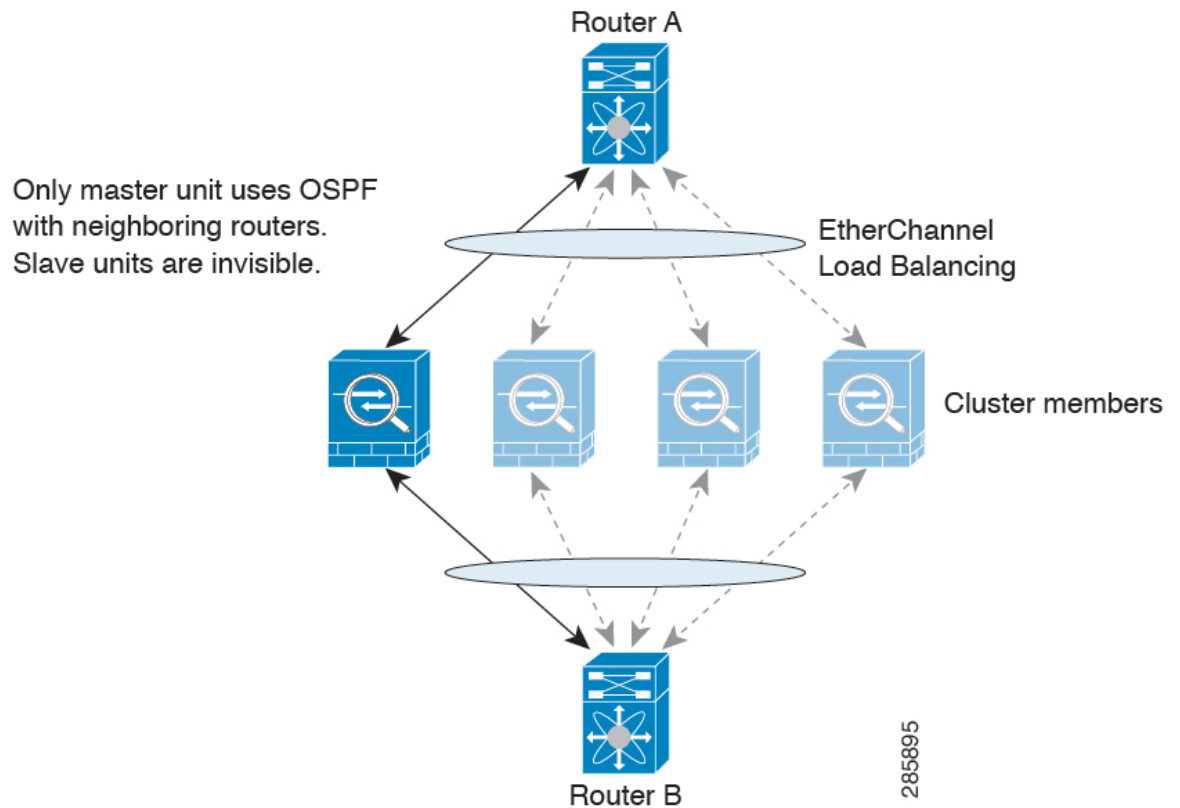 Router A
Only master unit uses OSPF
with neighboring routers.
Slave units are invisible.
EtherChannel
Load Balancing
Cluster members
Router B
285895